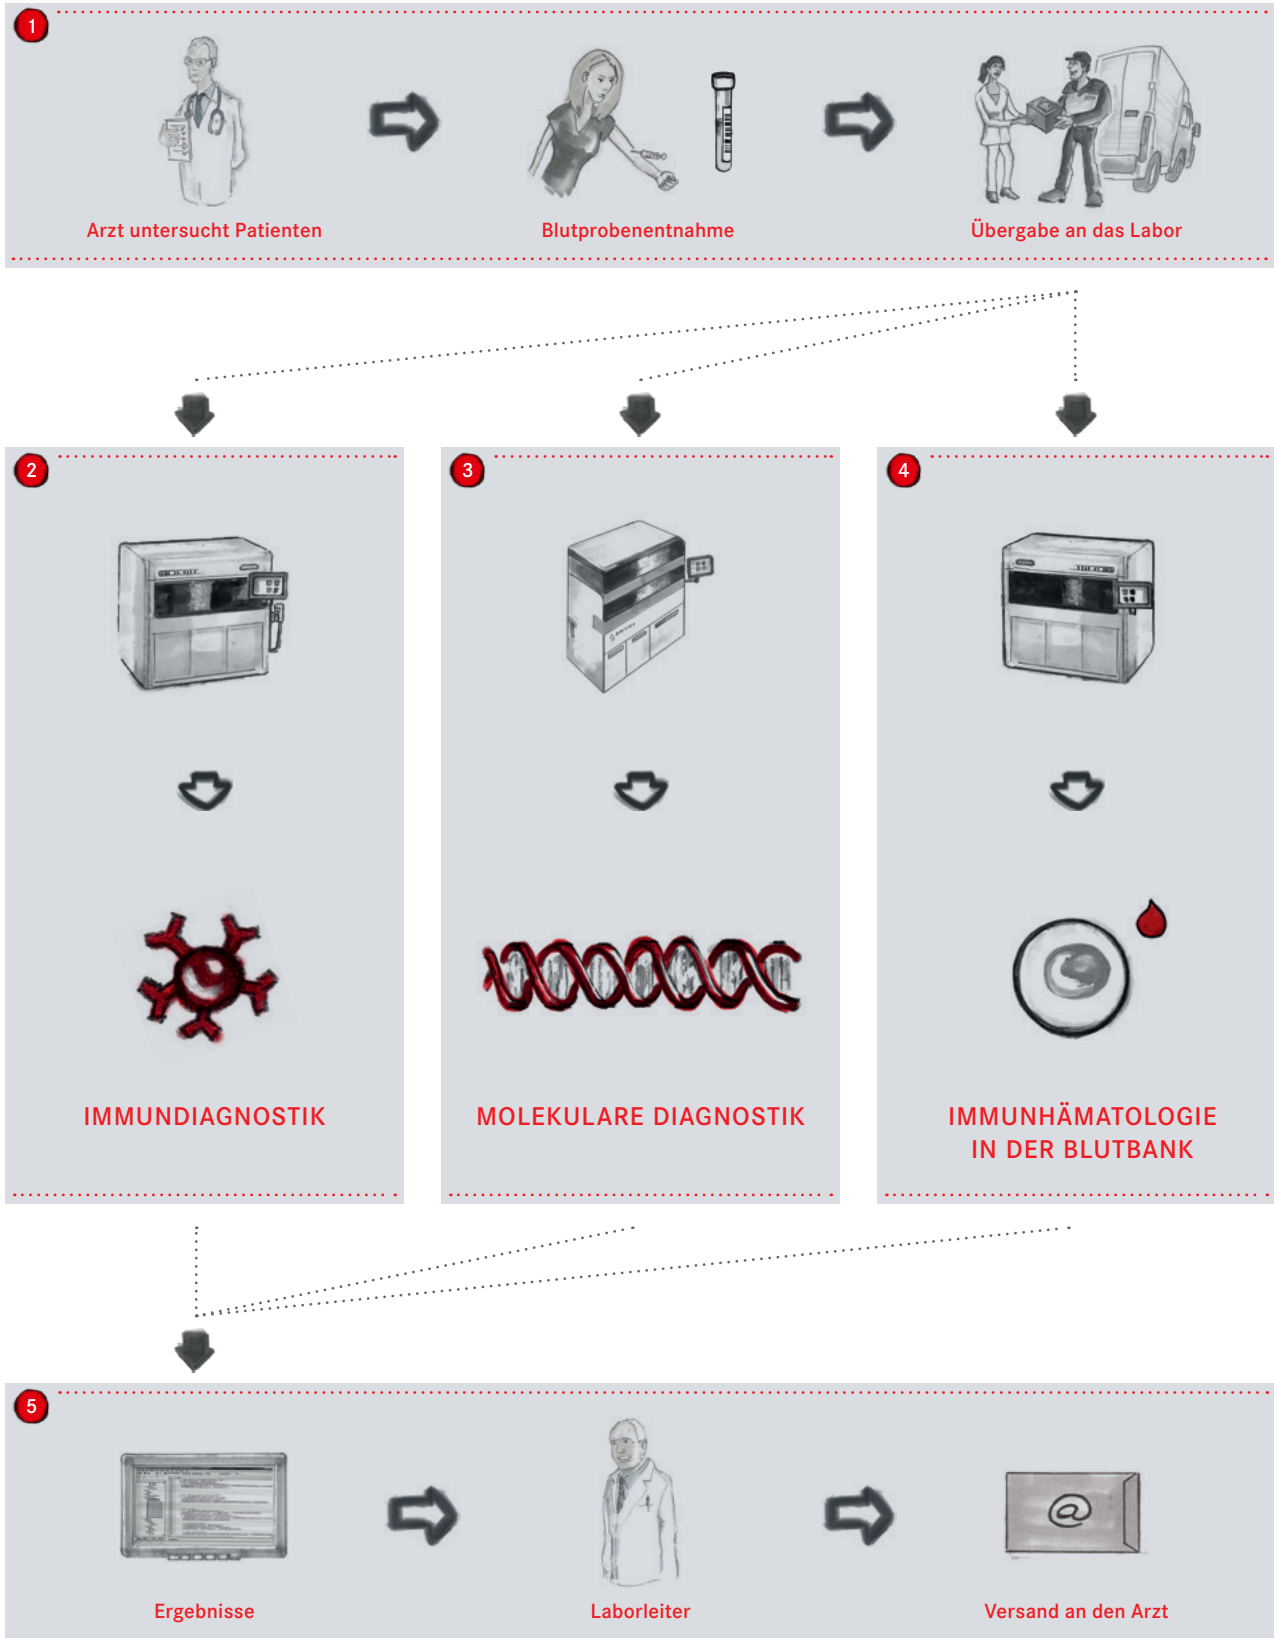 1
Arzt untersucht Patienten
Blutprobenentnahme
Übergabe an das Labor
2
3
4
IMMUNDIAGNOSTIK
MOLEKULARE DIAGNOSTIK
IMMUNHÄMATOLOGIE
IN DER BLUTBANK
5
@
Ergebnisse
Laborleiter
Versand an den Arzt